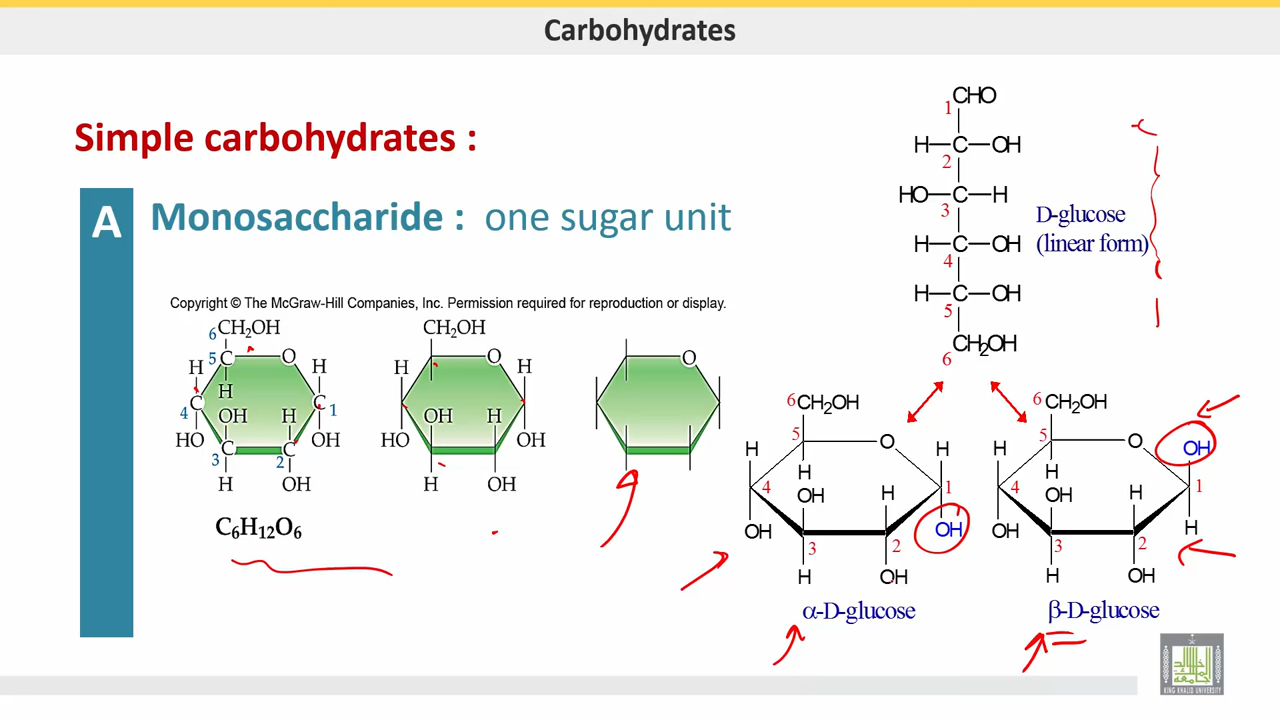 Carbohydrates
Simple carbohydrates :
A Monosaccharide : one sugar unit
Copyright © The McGraw-Hill Companies, Inc. Permission required for reproduction or display.
6 CH₂OH
5 C O
H H
H
4 C OH H C 1
HO OH
3 C C 2
H OH
C₆H₁₂O₆
CH₂OH
O
H H
OH H
HO OH
H OH
O
CHO
1
H—C—OH
2
HO—C—H
3
D-glucose
(linear form)
H—C—OH
4
H—C—OH
5
CH₂OH
6
6 CH₂OH
5 O
H H
H
4 OH H 1
OH OH
3 2
H OH
α-D-glucose
6 CH₂OH
5 O OH
H
H
4 OH H 1
OH H
3 2
H OH
β-D-glucose
KING KHALID UNIVERSITY